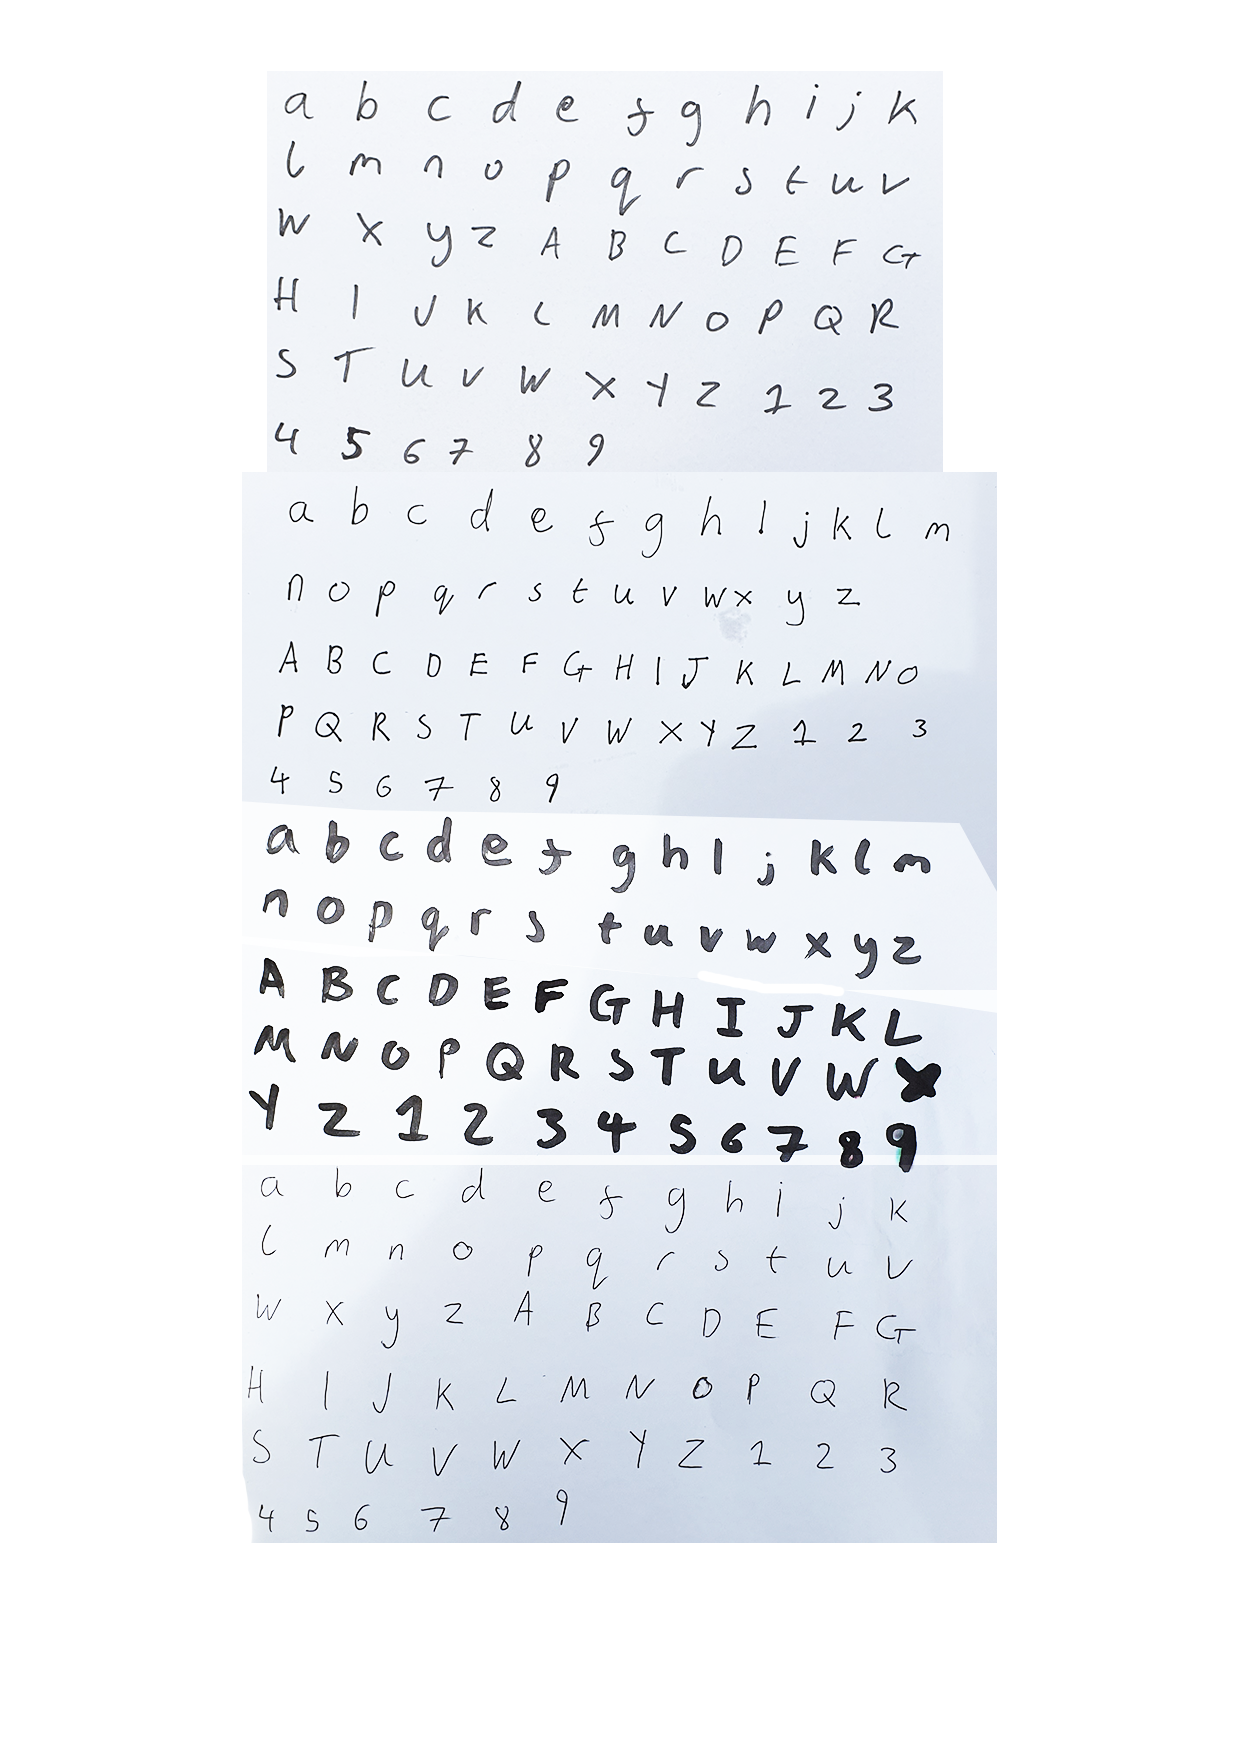 a b c d e f g h i j k
l m n o p q r s t u v
w x y z A B C D E F G
H I J K L M N O P Q R
S T U V W X Y Z 1 2 3
4 5 6 7 8 9
a b c d e f g h i j k l m
n o p q r s t u v w x y z
A B C D E F G H I J K L M N O
P Q R S T U V W X Y Z 1 2 3
4 5 6 7 8 9
a b c d e f g h i j k l m
n o p q r s t u v w x y z
A B C D E F G H I J K L
M N O P Q R S T U V W X
Y Z 1 2 3 4 5 6 7 8 9
a b c d e f g h i j k
l m n o p q r s t u v
w x y z A B C D E F G
H I J K L M N O P Q R
S T U V W X Y Z 1 2 3
4 5 6 7 8 9